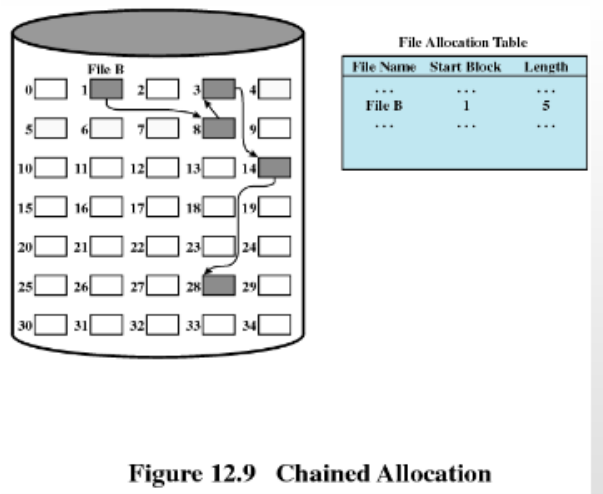 File Allocation Table
File Name Start Block Length
... ... ...
File B 1 5
... ... ...
File B
0 1 2 3 4
5 6 7 8 9
10 11 12 13 14
15 16 17 18 19
20 21 22 23 24
25 26 27 28 29
30 31 32 33 34
Figure 12.9 Chained Allocation